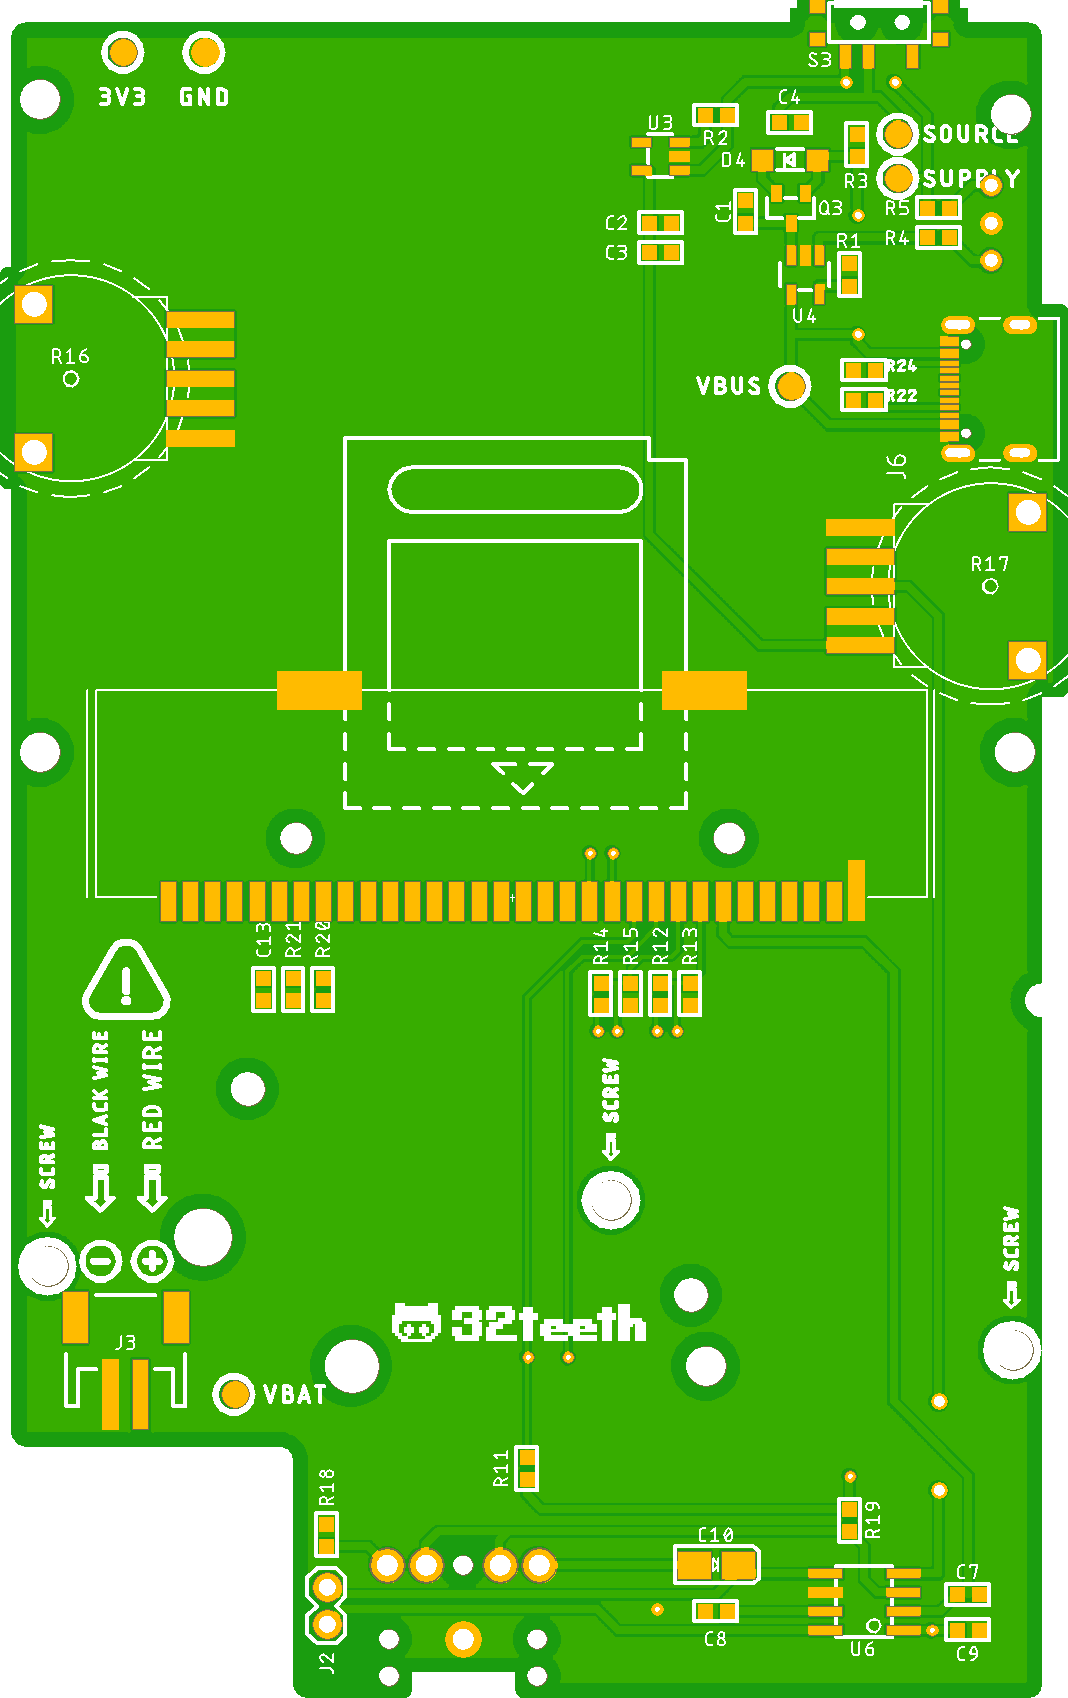 S3
3V3 GND
C4
U3
R2
SOURCE
D4
R3
SUPPLY
C1
Q3
R5
C2
R4
R1
C3
U4
R16
R24
VBUS
R22
J6
R17
C13
R21
R20
R14
R15
R12
R13
!
BLACK WIRE
RED WIRE
SCREW
SCREW
SCREW
32teeth
J3
VBAT
R11
R18
R19
C10
C7
C8
U6
C9
J2